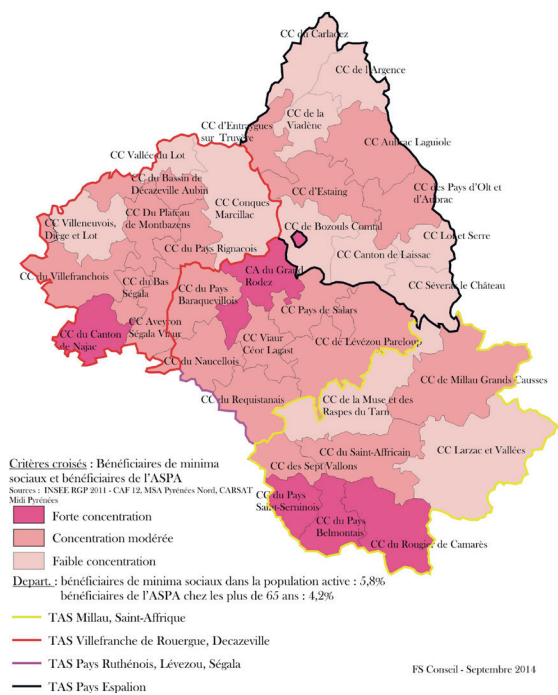 CC du Carladez
CC de l'Argence
CC de la
Viadène
CC d'Entraygues
sur Truyère
CC Aubrac Laguiole
CC Vallée du Lot
CC du Bassin de
Décazeville Aubin
CC d'Estaing
CC des Pays d'Olt et
d'Aubrac
CC Conques
Marcillac
CC Du Plateau
de Montbazens
CC Villeneuvois,
Diège et Lot
CC de Bozouls Comtal
CC Lot et Serre
CC du Pays Rignacois
CC Canton de Laissac
CC du Villefranchois
CC du Bas
Ségala
CC du Pays
Baraquevillois
CA du Grand
Rodez
CC Séverac le Château
CC Pays de Salars
CC du Canton
de Najac
CC Aveyron
Ségala Viaur
CC Viaur
Céor Lagast
CC de Lévézou Pareloup
CC du Naucellois
CC de Millau Grands Causses
CC du Requistanais
CC de la Muse et des
Raspes du Tarn
CC du Saint-Affricain
CC Larzac et Vallées
CC des Sept Vallons
CC du Pays
Saint-Serninois
CC du Pays
Belmontais
CC du Rougier de Camarès
Critères croisés : Bénéficiaires de minima
sociaux et bénéficiaires de l'ASPA
Sources : INSEE RGP 2011 - CAF 12, MSA Pyrénées Nord, CARSAT
Midi Pyrénées
Forte concentration
Concentration modérée
Faible concentration
Depart. : bénéficiaires de minima sociaux dans la population active : 5,8%
bénéficiaires de l'ASPA chez les plus de 65 ans : 4,2%
TAS Millau, Saint-Affrique
TAS Villefranche de Rouergue, Decazeville
TAS Pays Ruthénois, Lévezou, Ségala
TAS Pays Espalion
FS Conseil - Septembre 2014